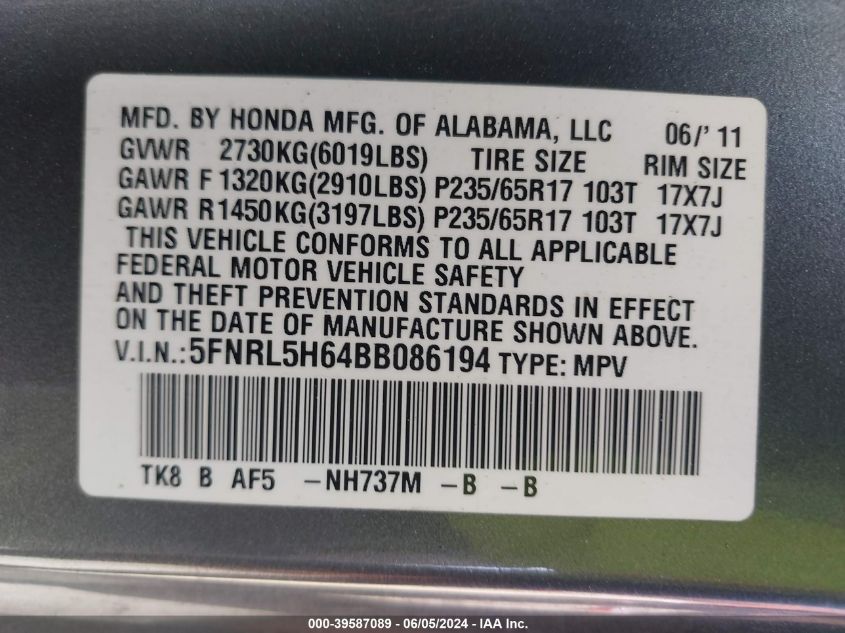 MFD. BY HONDA MFG. OF ALABAMA, LLC 06/' 11
GVWR 2730KG(6019LBS) TIRE SIZE RIM SIZE
GAWR F 1320KG(2910LBS) P235/65R17 103T 17X7J
GAWR R1450KG(3197LBS) P235/65R17 103T 17X7J
THIS VEHICLE CONFORMS TO ALL APPLICABLE
FEDERAL MOTOR VEHICLE SAFETY
AND THEFT PREVENTION STANDARDS IN EFFECT
ON THE DATE OF MANUFACTURE SHOWN ABOVE.
V.I.N.: 5FNRL5H64BB086194 TYPE: MPV
TK8 B AF5 -NH737M -B -B
000-39587089 - 06/05/2024 - IAA Inc.